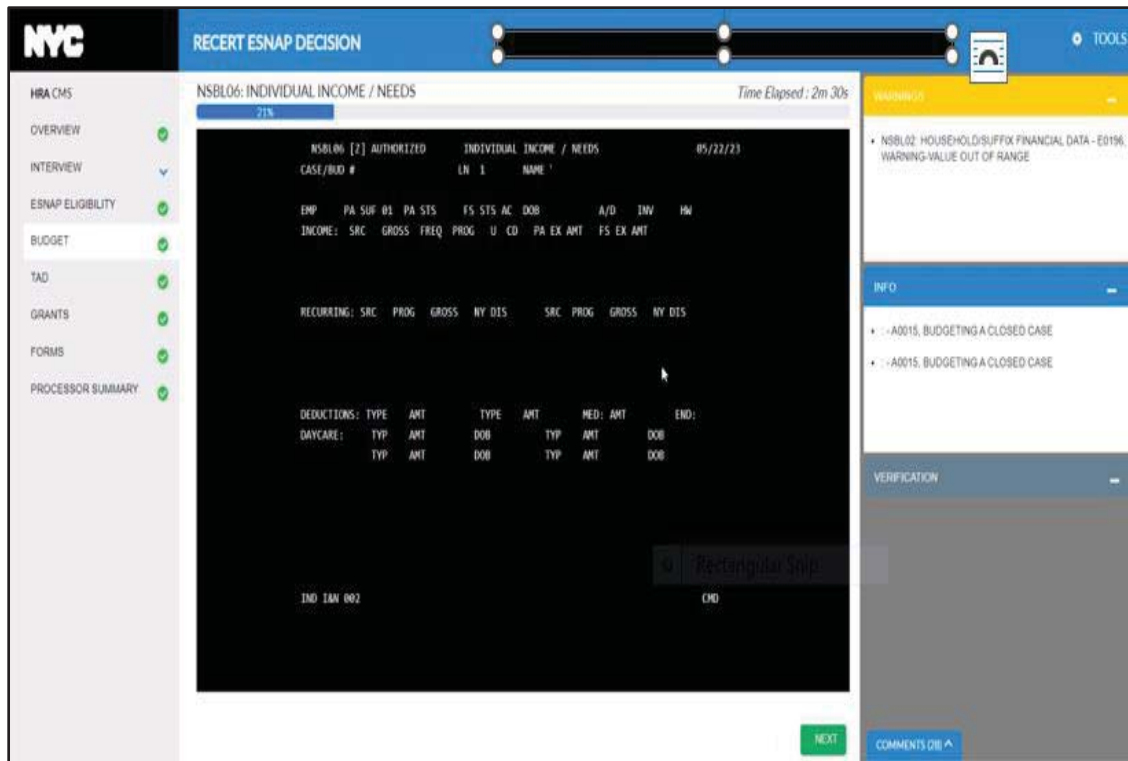 NYC
RECERT ESNAP DECISION
TOOLS
HRA CMS
OVERVIEW
INTERVIEW
ESNAP ELIGIBILITY
BUDGET
TAD
GRANTS
FORMS
PROCESSOR SUMMARY
NSBL06: INDIVIDUAL INCOME / NEEDS
Time Elapsed : 2m 30s
21%
NSBL06 [2] AUTHORIZED INDIVIDUAL INCOME / NEEDS 05/22/23
CASE/BUD # LN 1 NAME '
EMP PA SUF 01 PA STS FS STS AC DOB A/D INV HW
INCOME: SRC GROSS FREQ PROG U CD PA EX AMT FS EX AMT
RECURRING: SRC PROG GROSS NY DIS SRC PROG GROSS NY DIS
DEDUCTIONS: TYPE AMT TYPE AMT MED: AMT END:
DAYCARE: TYP AMT DOB TYP AMT DOB
TYP AMT DOB TYP AMT DOB
Rectangular Snip
IND I&N 002 CMD
NEXT
WARNINGS
• NSBL02: HOUSEHOLD/SUFFIX FINANCIAL DATA - E0196,
WARNING-VALUE OUT OF RANGE
INFO
• : - A0015, BUDGETING A CLOSED CASE
• : - A0015, BUDGETING A CLOSED CASE
VERIFICATION
COMMENTS (28)